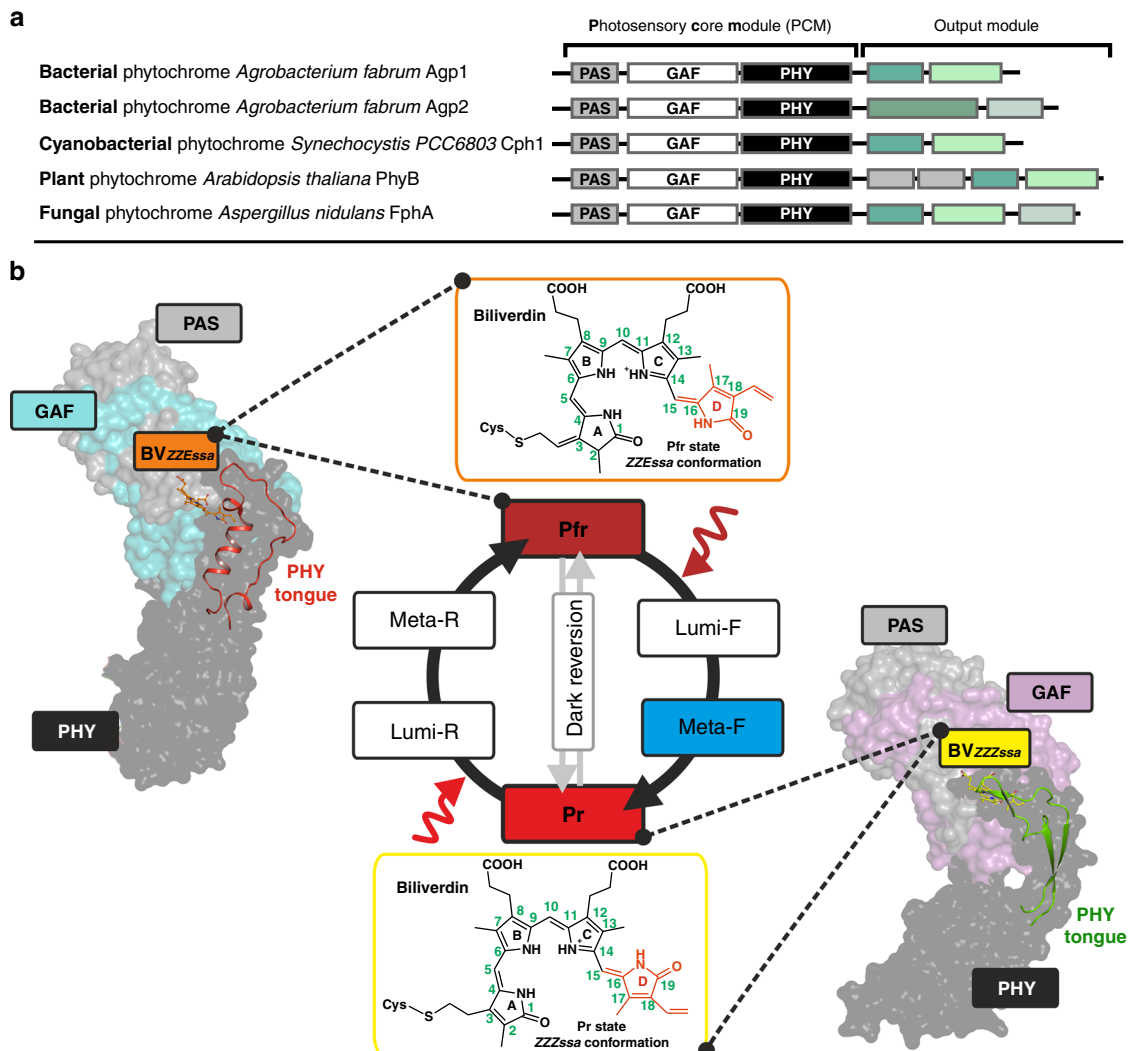 a
Photosensory core module (PCM)
Output module
Bacterial phytochrome Agrobacterium fabrum Agp1
PAS GAF PHY
Bacterial phytochrome Agrobacterium fabrum Agp2
PAS GAF PHY
Cyanobacterial phytochrome Synechocystis PCC6803 Cph1
PAS GAF PHY
Plant phytochrome Arabidopsis thaliana PhyB
PAS GAF PHY
Fungal phytochrome Aspergillus nidulans FphA
PAS GAF PHY
b
PAS
GAF
BVZZEssa
PHY
tongue
PHY
COOH COOH
Biliverdin
8 9 10 11 12
7 B C 13
6 NH +HN 14
5 15 16 17 18
D 19
HN O
4 NH
Cys
S
3 A 1 O
2
Pfr state
ZZEssa conformation
Pfr
Meta-R
Lumi-F
Dark reversion
Lumi-R
Meta-F
Pr
PAS
GAF
BVZZZssa
PHY
tongue
PHY
COOH COOH
Biliverdin
8 9 10 11 12
7 B C 13
6 NH HN + 14
5 15 16
H
N O
D 19
17 18
4 NH
Cys
S
A 1 O
3 2
Pr state
ZZZssa conformation